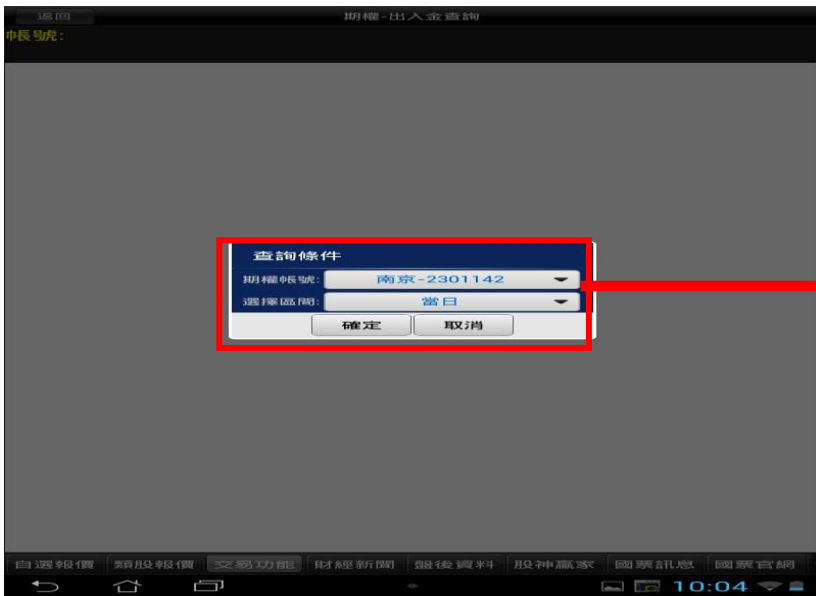 返回
期權-出入金查詢
帳號:
查詢條件
期權帳號: 南京-2301142
選擇區間: 當日
確定 取消
自選報價 類股報價 交易功能 財經新聞 盤後資料 股神贏家 國票訊息 國票官網
10:04